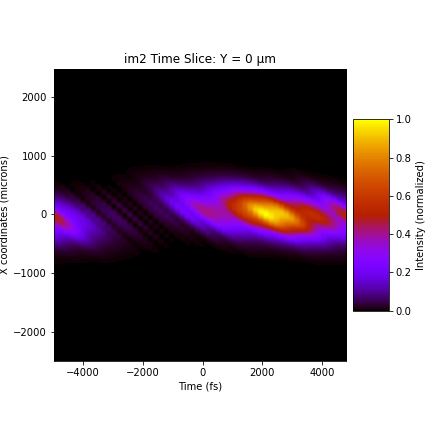 im2 Time Slice: Y = 0 μm
2000
1000
0
−1000
−2000
X coordinates (microns)
−4000 −2000 0 2000 4000
Time (fs)
1.0
0.8
0.6
0.4
0.2
0.0
Intensity (normalized)